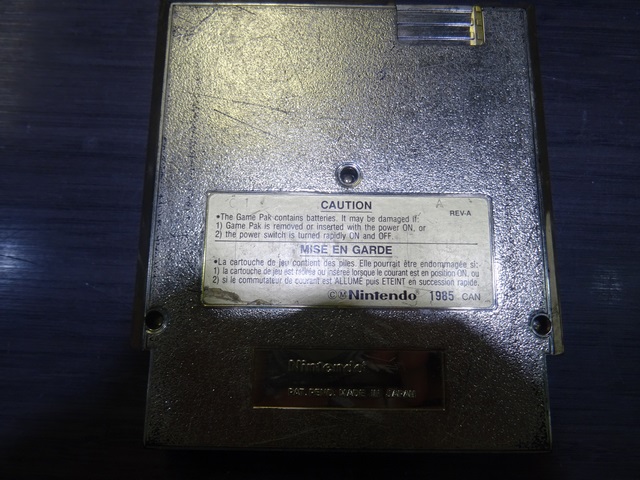 CAUTION
REV-A
•The Game Pak contains batteries. It may be damaged if:
1) Game Pak is removed or inserted with the power ON, or
2) the power switch is turned rapidly ON and OFF.
MISE EN GARDE
•La cartouche de jeu contient des piles. Elle pourrait être endommagée si:
1) la cartouche de jeu est retirée ou insérée lorsque le courant est en position ON, ou
2) si le commutateur du courant est ALLUMÉ puis ÉTEINT en succession rapide.
©M Nintendo® 1985 CAN
Nintendo®
PAT. PEND. MADE IN JAPAN